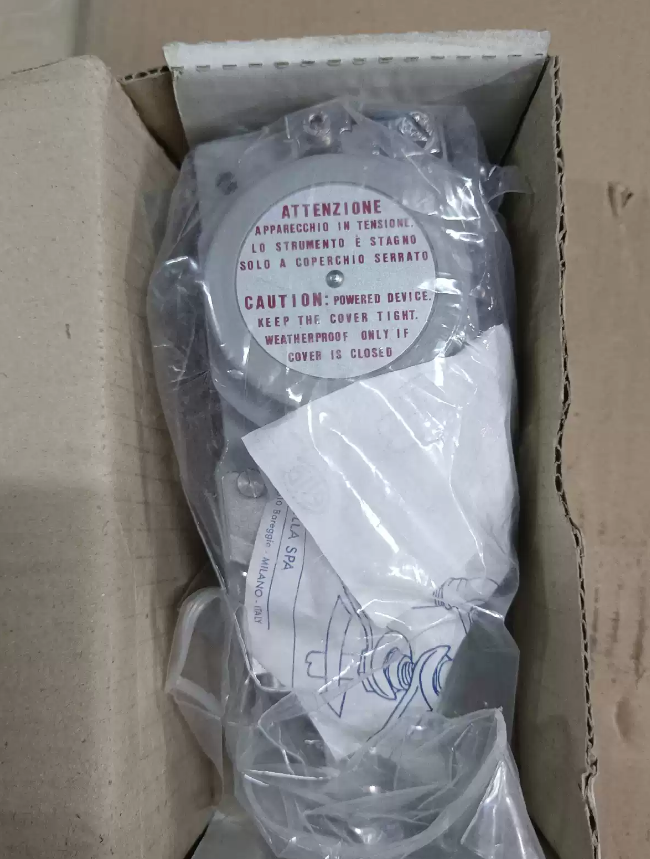 ATTENZIONE
APPARECCHIO IN TENSIONE.
LO STRUMENTO È STAGNO
SOLO A COPERCHIO SERRATO
CAUTION: POWERED DEVICE.
KEEP THE COVER TIGHT.
WEATHERPROOF ONLY IF
COVER IS CLOSED
SPA
Bareggio - MILANO - ITALY